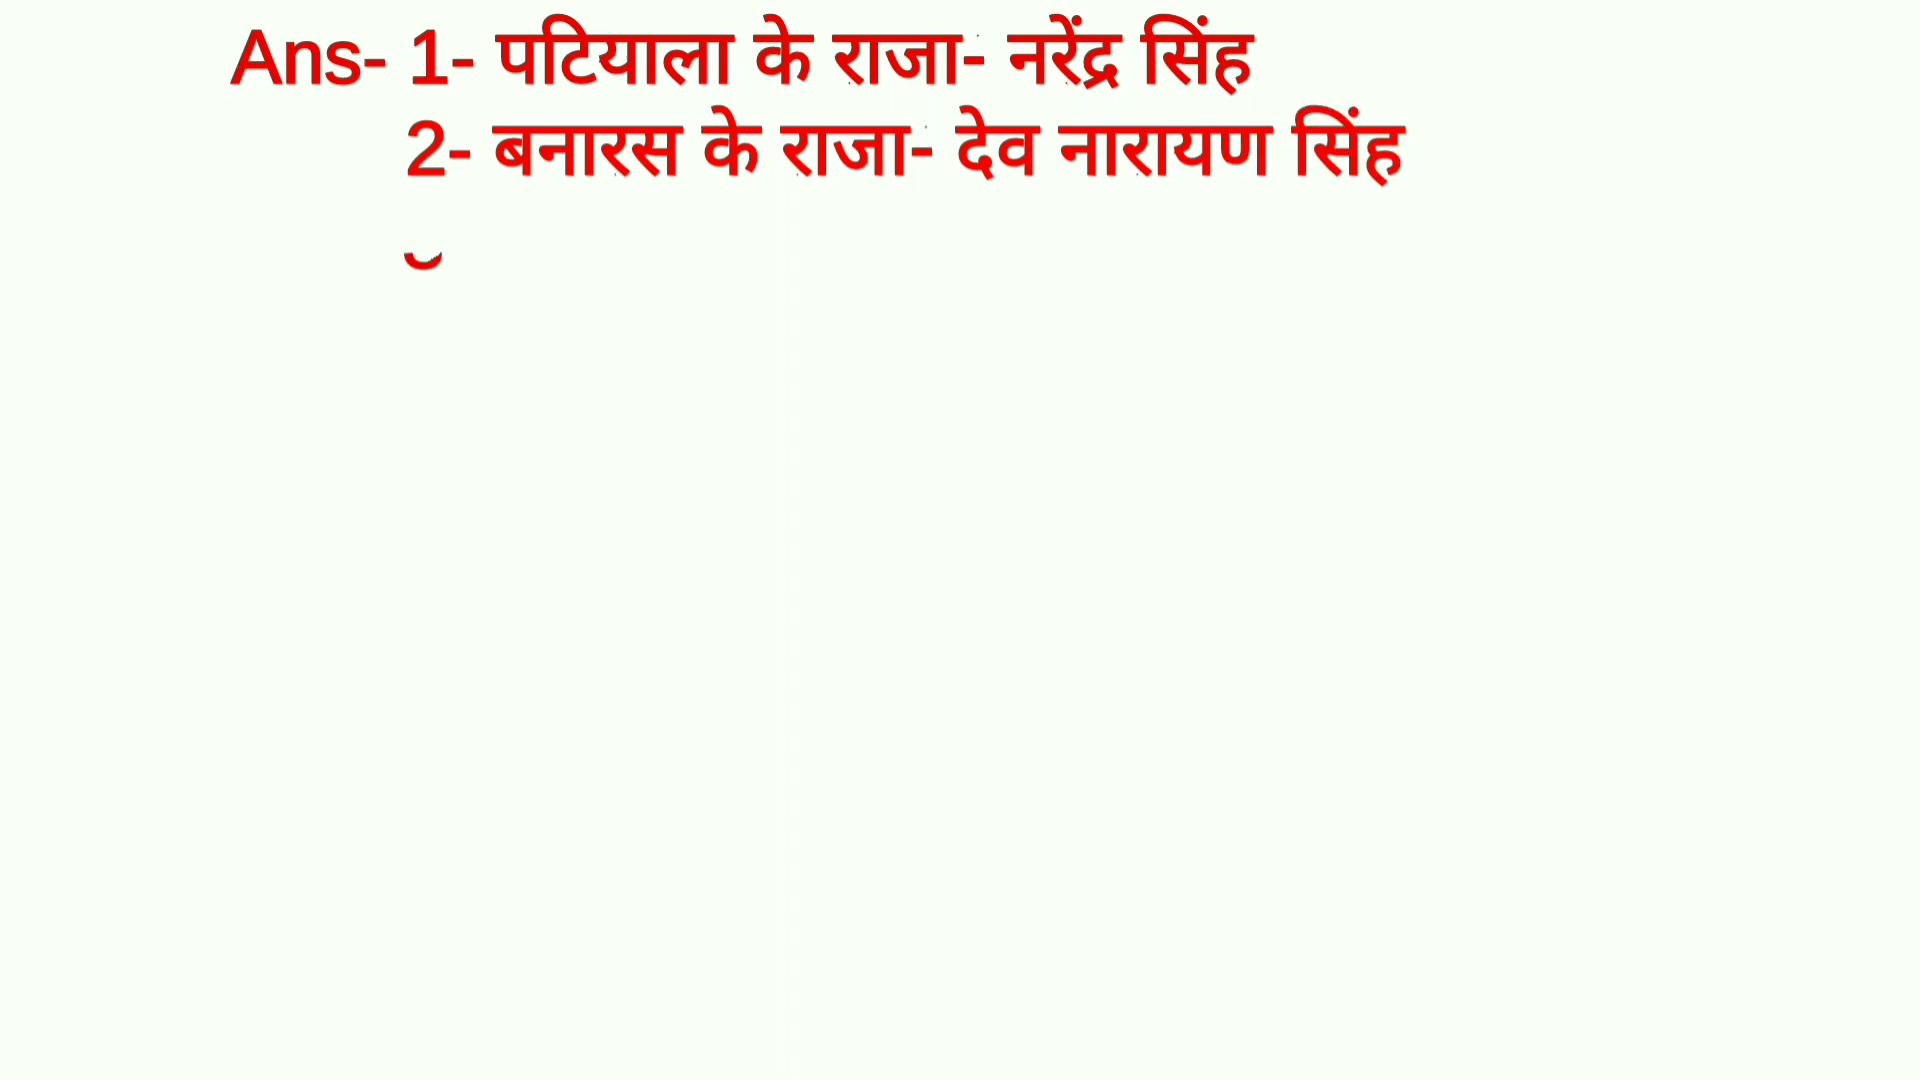 Ans- 1- पटियाला के राजा- नरेंद्र सिंह
2- बनारस के राजा- देव नारायण सिंह